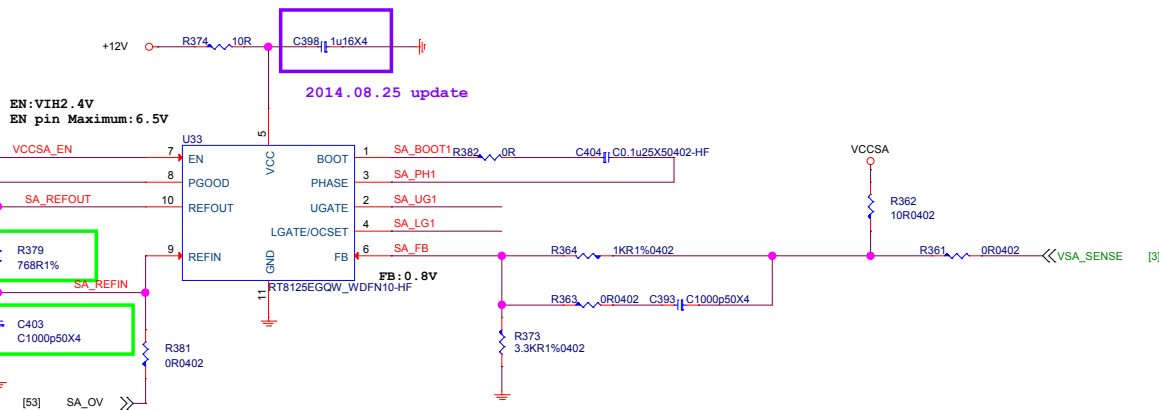 +12V
R374
10R
C398
1u16X4
2014.08.25 update
EN:VIH2.4V
EN pin Maximum:6.5V
U33
VCCSA_EN
7
EN
5
VCC
BOOT
1
SA_BOOT1
R382
0R
C404
C0.1u25X50402-HF
8
PGOOD
PHASE
3
SA_PH1
SA_REFOUT
10
REFOUT
UGATE
2
SA_UG1
LGATE/OCSET
4
SA_LG1
9
REFIN
GND
11
FB
6
SA_FB
FB:0.8V
RT8125EGQW_WDFN10-HF
R379
768R1%
SA_REFIN
C403
C1000p50X4
R381
0R0402
[53]
SA_OV
R364
1KR1%0402
R363
0R0402
C393
C1000p50X4
R373
3.3KR1%0402
VCCSA
R362
10R0402
R361
0R0402
VSA_SENSE
[3]